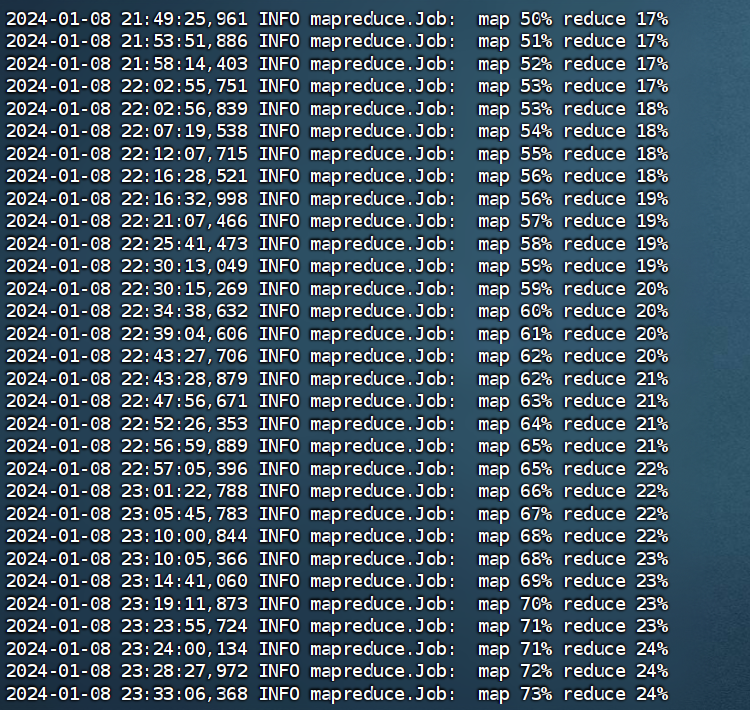 2024-01-08 21:49:25,961 INFO mapreduce.Job:  map 50% reduce 17%
2024-01-08 21:53:51,886 INFO mapreduce.Job:  map 51% reduce 17%
2024-01-08 21:58:14,403 INFO mapreduce.Job:  map 52% reduce 17%
2024-01-08 22:02:55,751 INFO mapreduce.Job:  map 53% reduce 17%
2024-01-08 22:02:56,839 INFO mapreduce.Job:  map 53% reduce 18%
2024-01-08 22:07:19,538 INFO mapreduce.Job:  map 54% reduce 18%
2024-01-08 22:12:07,715 INFO mapreduce.Job:  map 55% reduce 18%
2024-01-08 22:16:28,521 INFO mapreduce.Job:  map 56% reduce 18%
2024-01-08 22:16:32,998 INFO mapreduce.Job:  map 56% reduce 19%
2024-01-08 22:21:07,466 INFO mapreduce.Job:  map 57% reduce 19%
2024-01-08 22:25:41,473 INFO mapreduce.Job:  map 58% reduce 19%
2024-01-08 22:30:13,049 INFO mapreduce.Job:  map 59% reduce 19%
2024-01-08 22:30:15,269 INFO mapreduce.Job:  map 59% reduce 20%
2024-01-08 22:34:38,632 INFO mapreduce.Job:  map 60% reduce 20%
2024-01-08 22:39:04,606 INFO mapreduce.Job:  map 61% reduce 20%
2024-01-08 22:43:27,706 INFO mapreduce.Job:  map 62% reduce 20%
2024-01-08 22:43:28,879 INFO mapreduce.Job:  map 62% reduce 21%
2024-01-08 22:47:56,671 INFO mapreduce.Job:  map 63% reduce 21%
2024-01-08 22:52:26,353 INFO mapreduce.Job:  map 64% reduce 21%
2024-01-08 22:56:59,889 INFO mapreduce.Job:  map 65% reduce 21%
2024-01-08 22:57:05,396 INFO mapreduce.Job:  map 65% reduce 22%
2024-01-08 23:01:22,788 INFO mapreduce.Job:  map 66% reduce 22%
2024-01-08 23:05:45,783 INFO mapreduce.Job:  map 67% reduce 22%
2024-01-08 23:10:00,844 INFO mapreduce.Job:  map 68% reduce 22%
2024-01-08 23:10:05,366 INFO mapreduce.Job:  map 68% reduce 23%
2024-01-08 23:14:41,060 INFO mapreduce.Job:  map 69% reduce 23%
2024-01-08 23:19:11,873 INFO mapreduce.Job:  map 70% reduce 23%
2024-01-08 23:23:55,724 INFO mapreduce.Job:  map 71% reduce 23%
2024-01-08 23:24:00,134 INFO mapreduce.Job:  map 71% reduce 24%
2024-01-08 23:28:27,972 INFO mapreduce.Job:  map 72% reduce 24%
2024-01-08 23:33:06,368 INFO mapreduce.Job:  map 73% reduce 24%